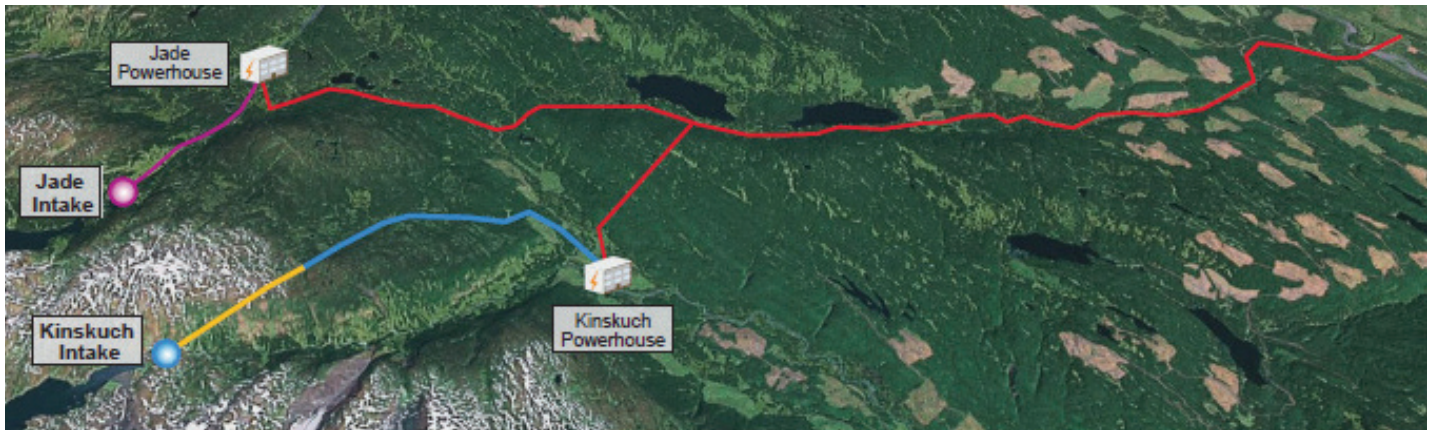 Jade
Powerhouse
Jade
Intake
Kinskuch
Intake
Kinskuch
Powerhouse